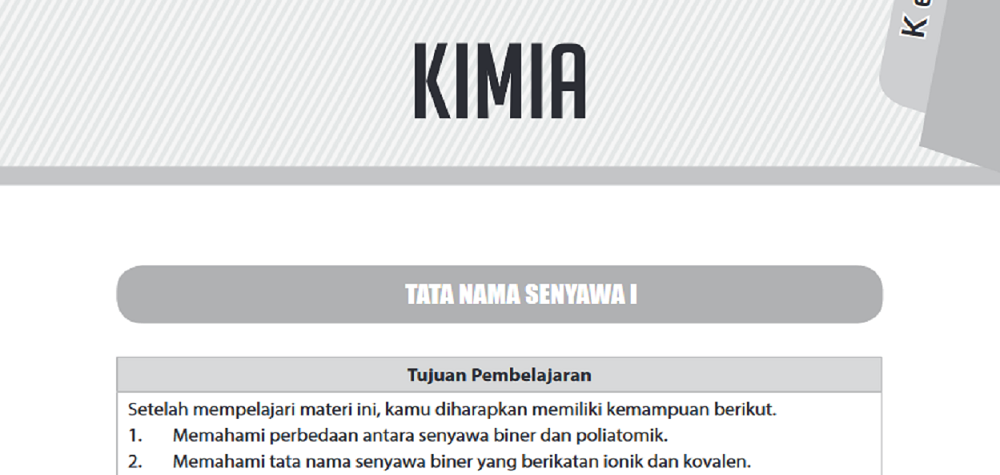 KIMIA
TATA NAMA SENYAWA I
Tujuan Pembelajaran
Setelah mempelajari materi ini, kamu diharapkan memiliki kemampuan berikut.
1. Memahami perbedaan antara senyawa biner dan poliatomik.
2. Memahami tata nama senyawa biner yang berikatan ionik dan kovalen.